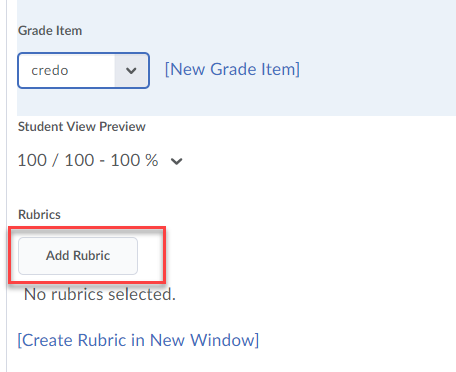 Grade Item
credo [New Grade Item]
Student View Preview
100 / 100 - 100 %
Rubrics
Add Rubric
No rubrics selected.
[Create Rubric in New Window]